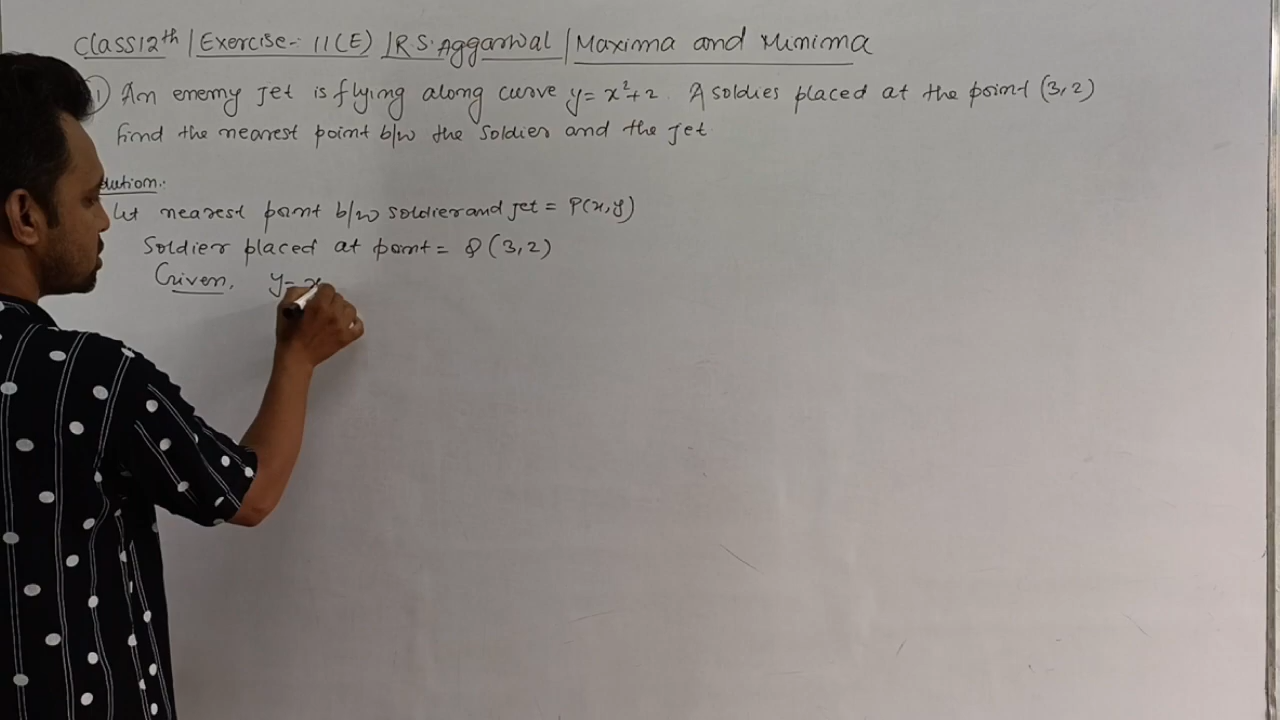 Class 12th | Exercise- 11(E) | R.S. Aggarwal | Maxima and Minima
1) An enemy jet is flying along curve y = x²+2. A soldies placed at the point (3,2)
find the nearest point b/w the soldier and the jet.
lution:
Let nearest point b/w soldier and jet = P(x,y)
Soldier placed at point = Q(3,2)
Given, y = x